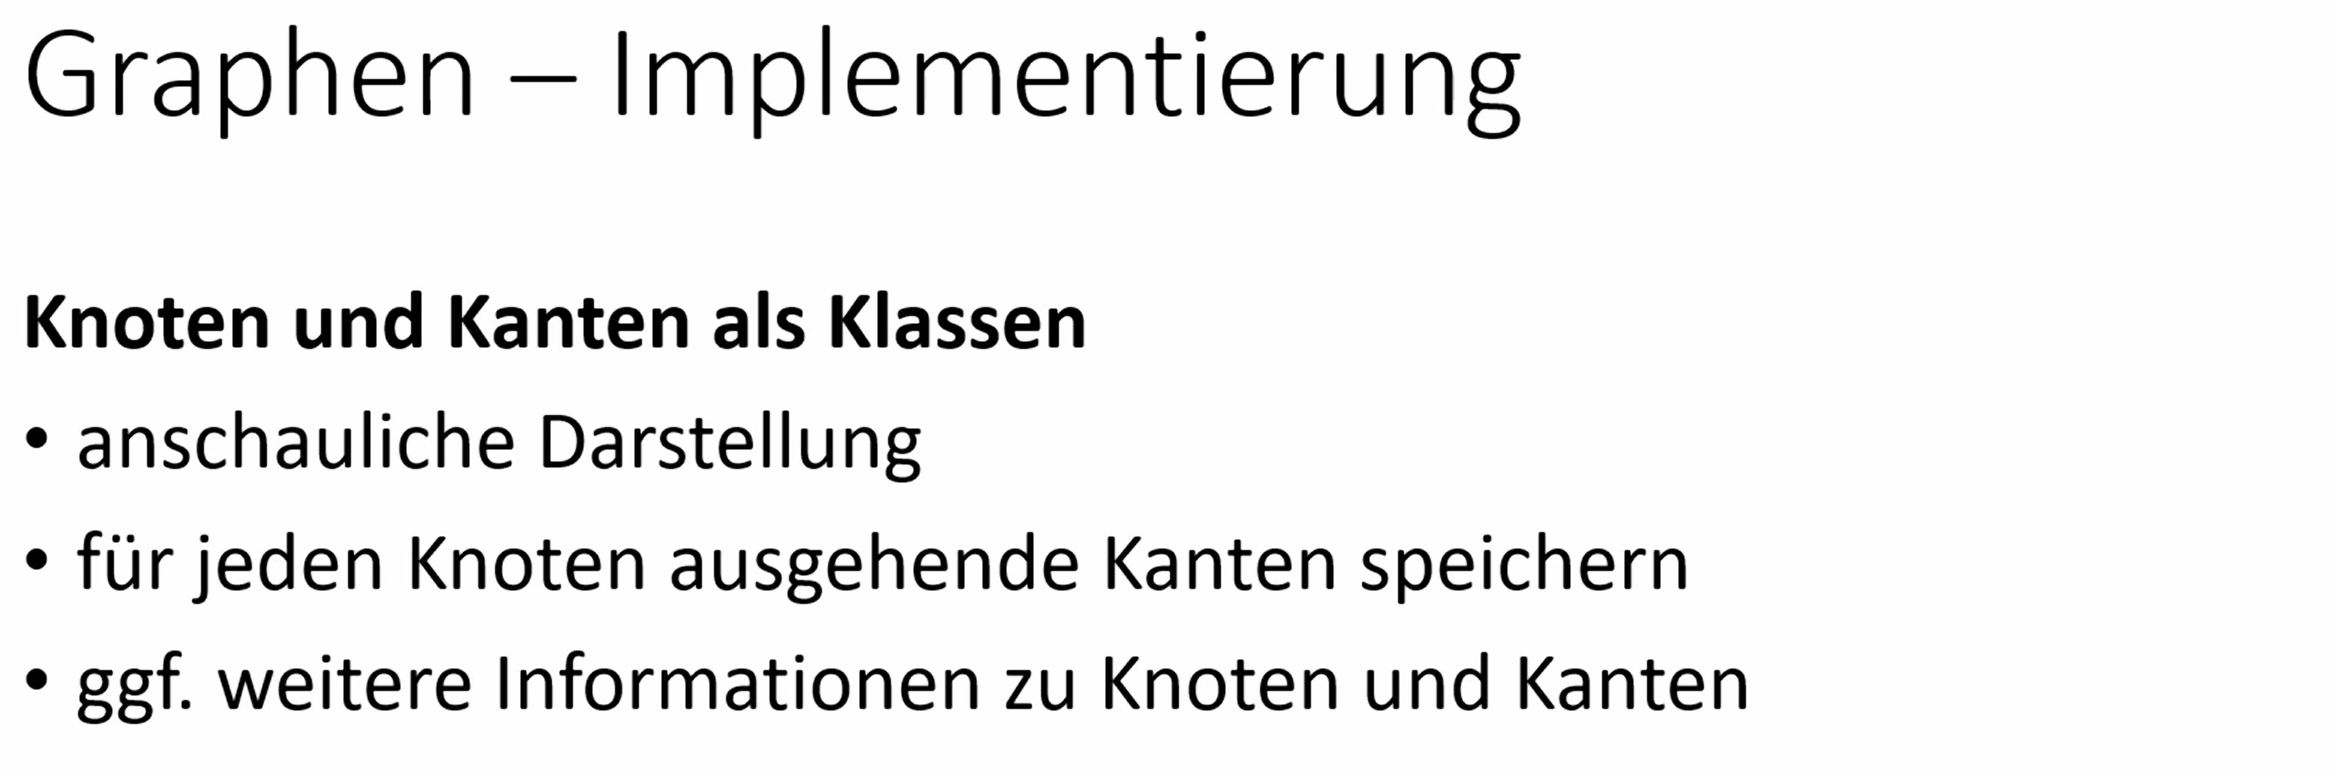 Graphen – Implementierung
Knoten und Kanten als Klassen
• anschauliche Darstellung
• für jeden Knoten ausgehende Kanten speichern
• ggf. weitere Informationen zu Knoten und Kanten